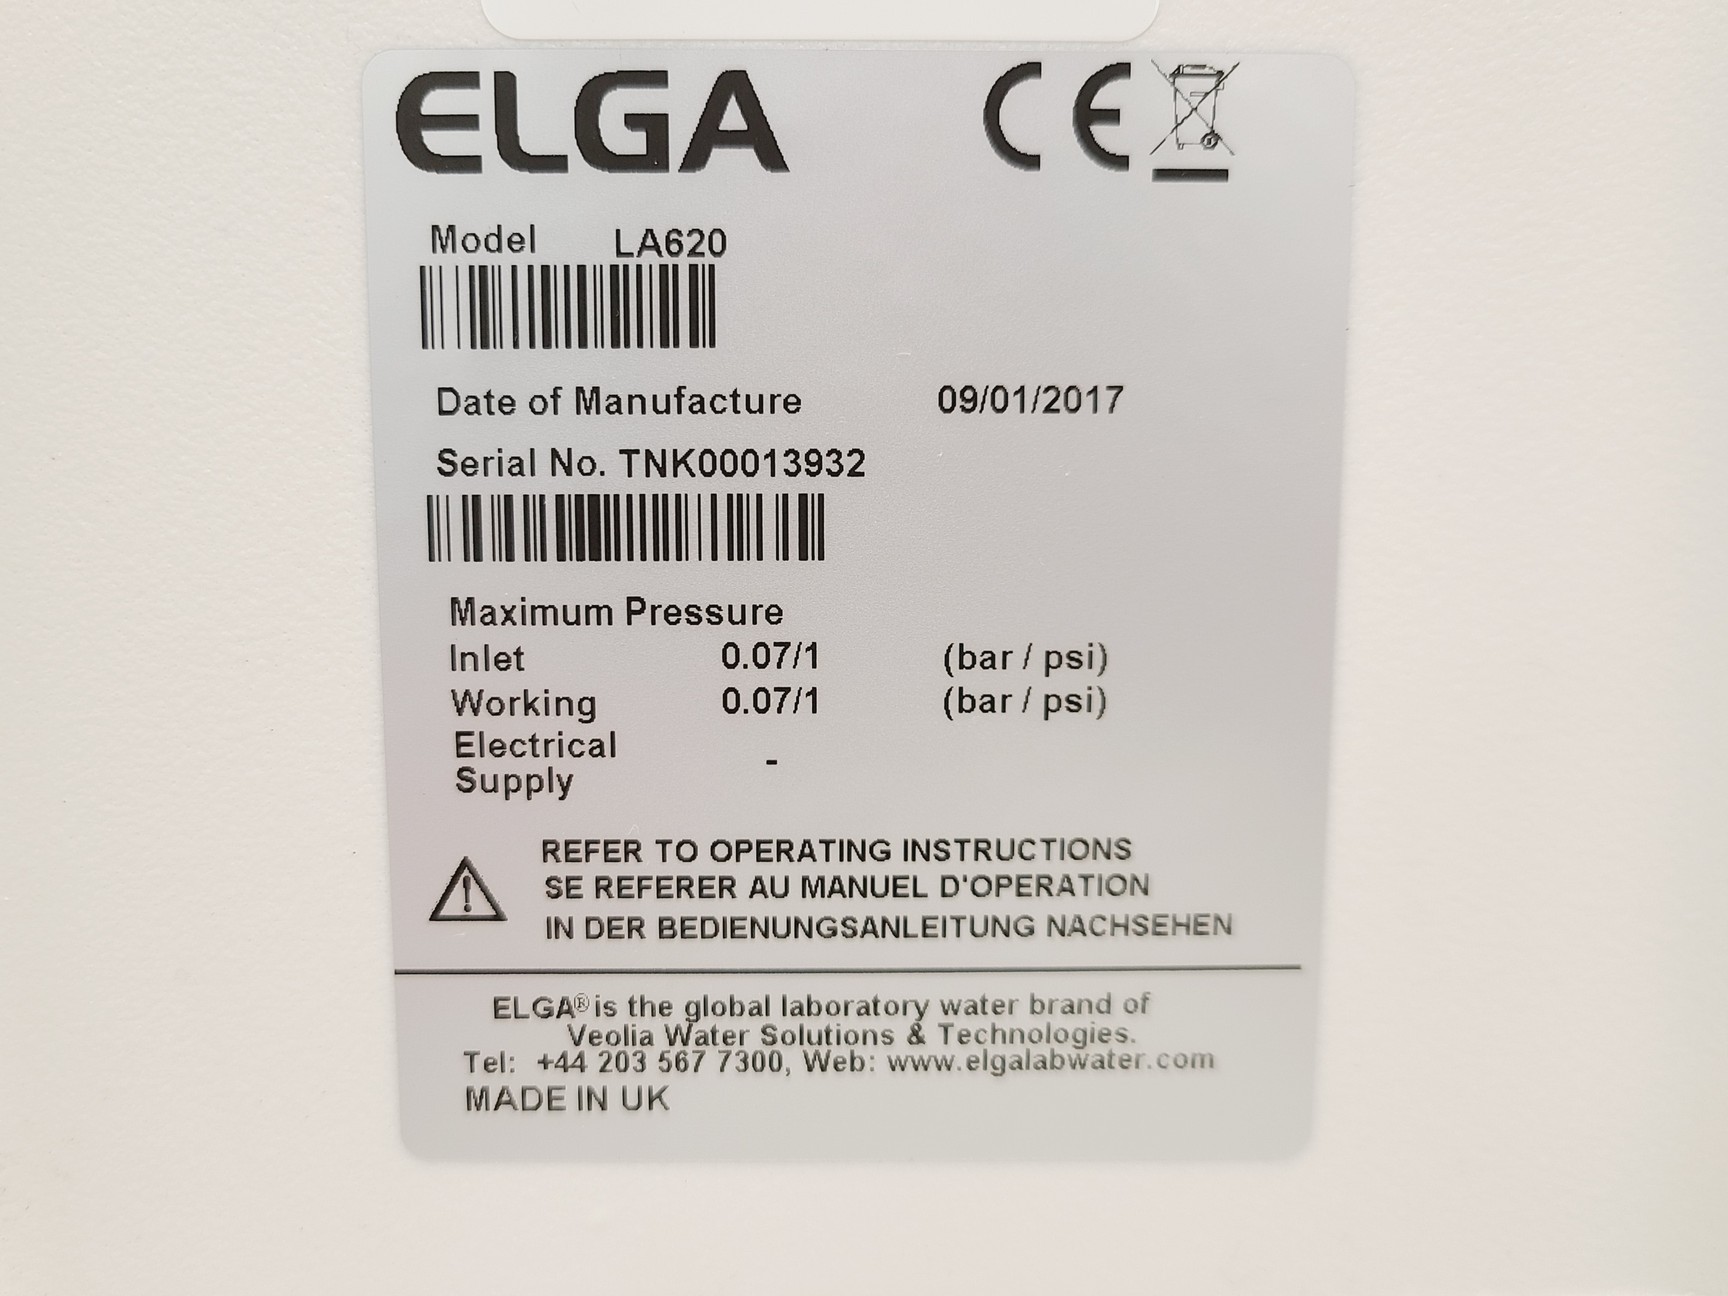 ELGA CE
Model LA620
Date of Manufacture 09/01/2017
Serial No. TNK00013932
Maximum Pressure
Inlet 0.07/1 (bar / psi)
Working 0.07/1 (bar / psi)
Electrical
Supply -
REFER TO OPERATING INSTRUCTIONS
SE REFERER AU MANUEL D'OPERATION
IN DER BEDIENUNGSANLEITUNG NACHSEHEN
ELGA® is the global laboratory water brand of
Veolia Water Solutions & Technologies.
Tel: +44 203 567 7300, Web: www.elgalabwater.com
MADE IN UK